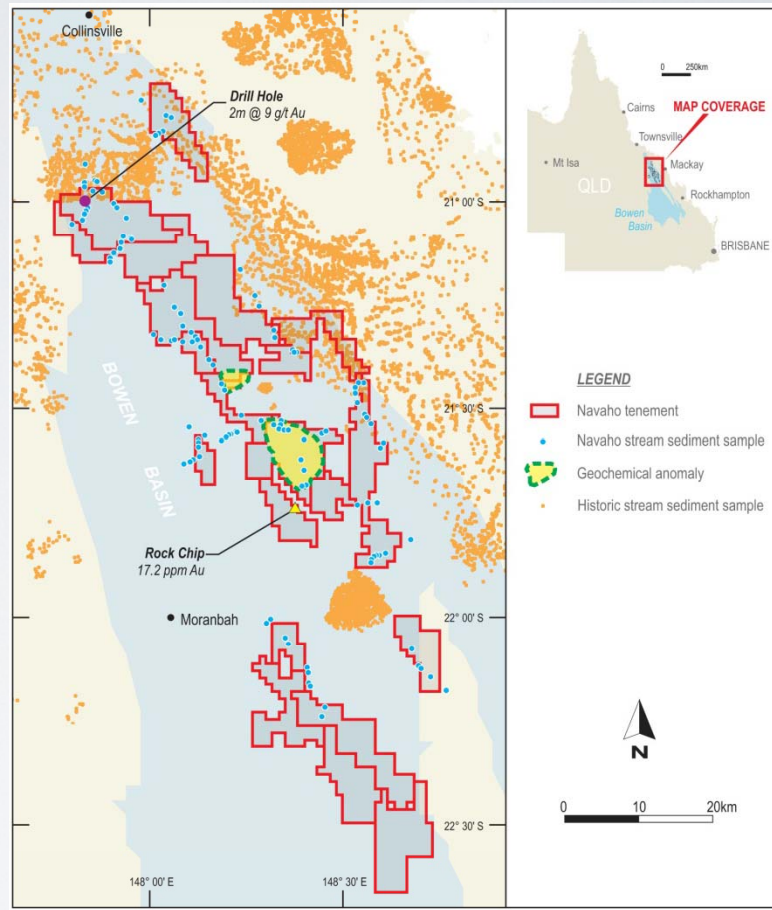 Collinsville
Drill Hole
2m @ 9 g/t Au
21° 00' S
21° 30' S
BOWEN
BASIN
Rock Chip
17.2 ppm Au
Moranbah
22° 00' S
22° 30' S
148° 00' E
148° 30' E
0
250km
MAP COVERAGE
Cairns
Townsville
Mt Isa
Mackay
QLD
Rockhampton
Bowen
Basin
BRISBANE
LEGEND
Navaho tenement
Navaho stream sediment sample
Geochemical anomaly
Historic stream sediment sample
N
0
10
20km